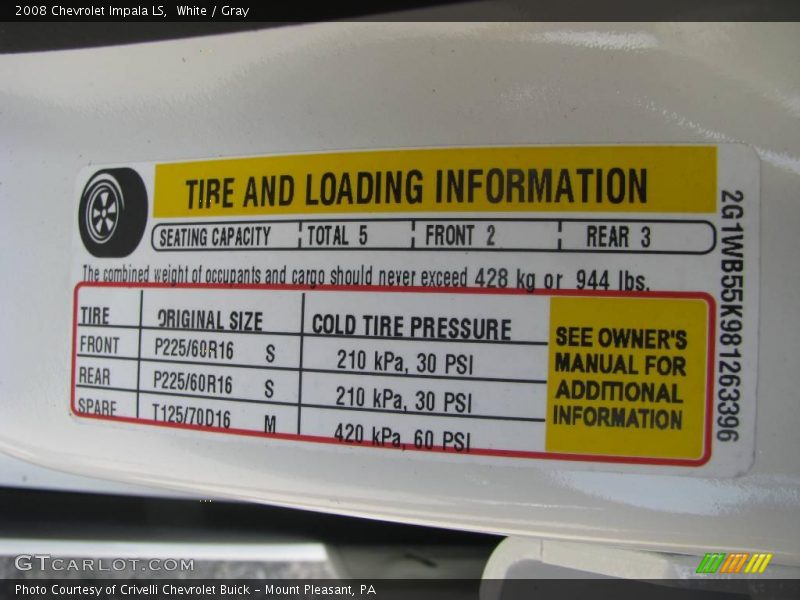 2008 Chevrolet Impala LS, White / Gray
TIRE AND LOADING INFORMATION
SEATING CAPACITY TOTAL 5 FRONT 2 REAR 3
The combined weight of occupants and cargo should never exceed 428 kg or 944 lbs.
TIRE ORIGINAL SIZE COLD TIRE PRESSURE
FRONT P225/60R16 S 210 kPa, 30 PSI
REAR P225/60R16 S 210 kPa, 30 PSI
SPARE T125/70D16 M 420 kPa, 60 PSI
SEE OWNER'S
MANUAL FOR
ADDITIONAL
INFORMATION
2G1WB55K981263396
GTCARLOT.COM
Photo Courtesy of Crivelli Chevrolet Buick - Mount Pleasant, PA